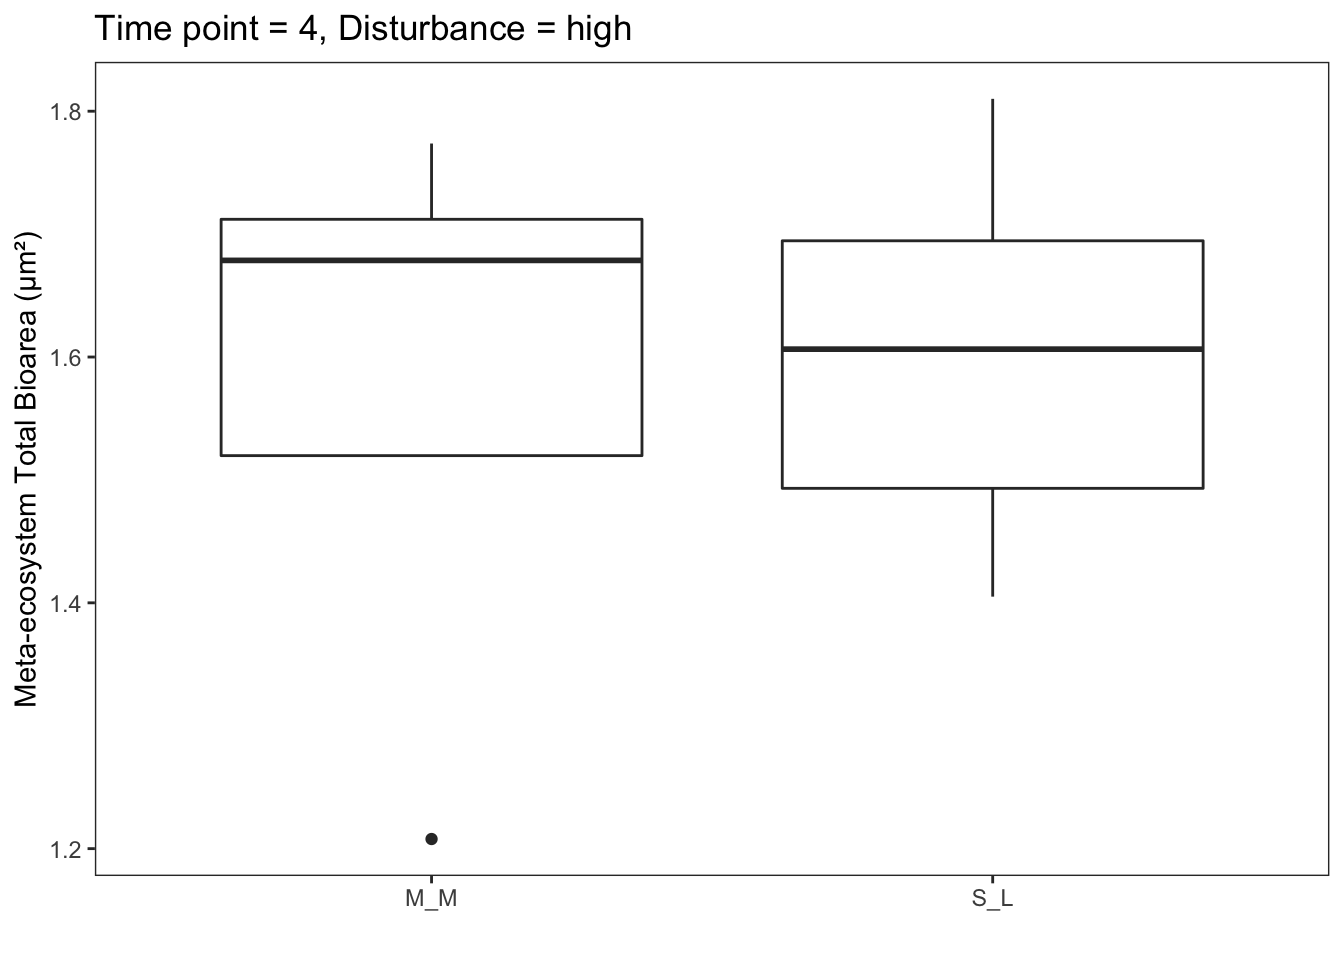 Time point = 4, Disturbance = high
Meta-ecosystem Total Bioarea (µm²)
1.8
1.6
1.4
1.2
M_M
S_L